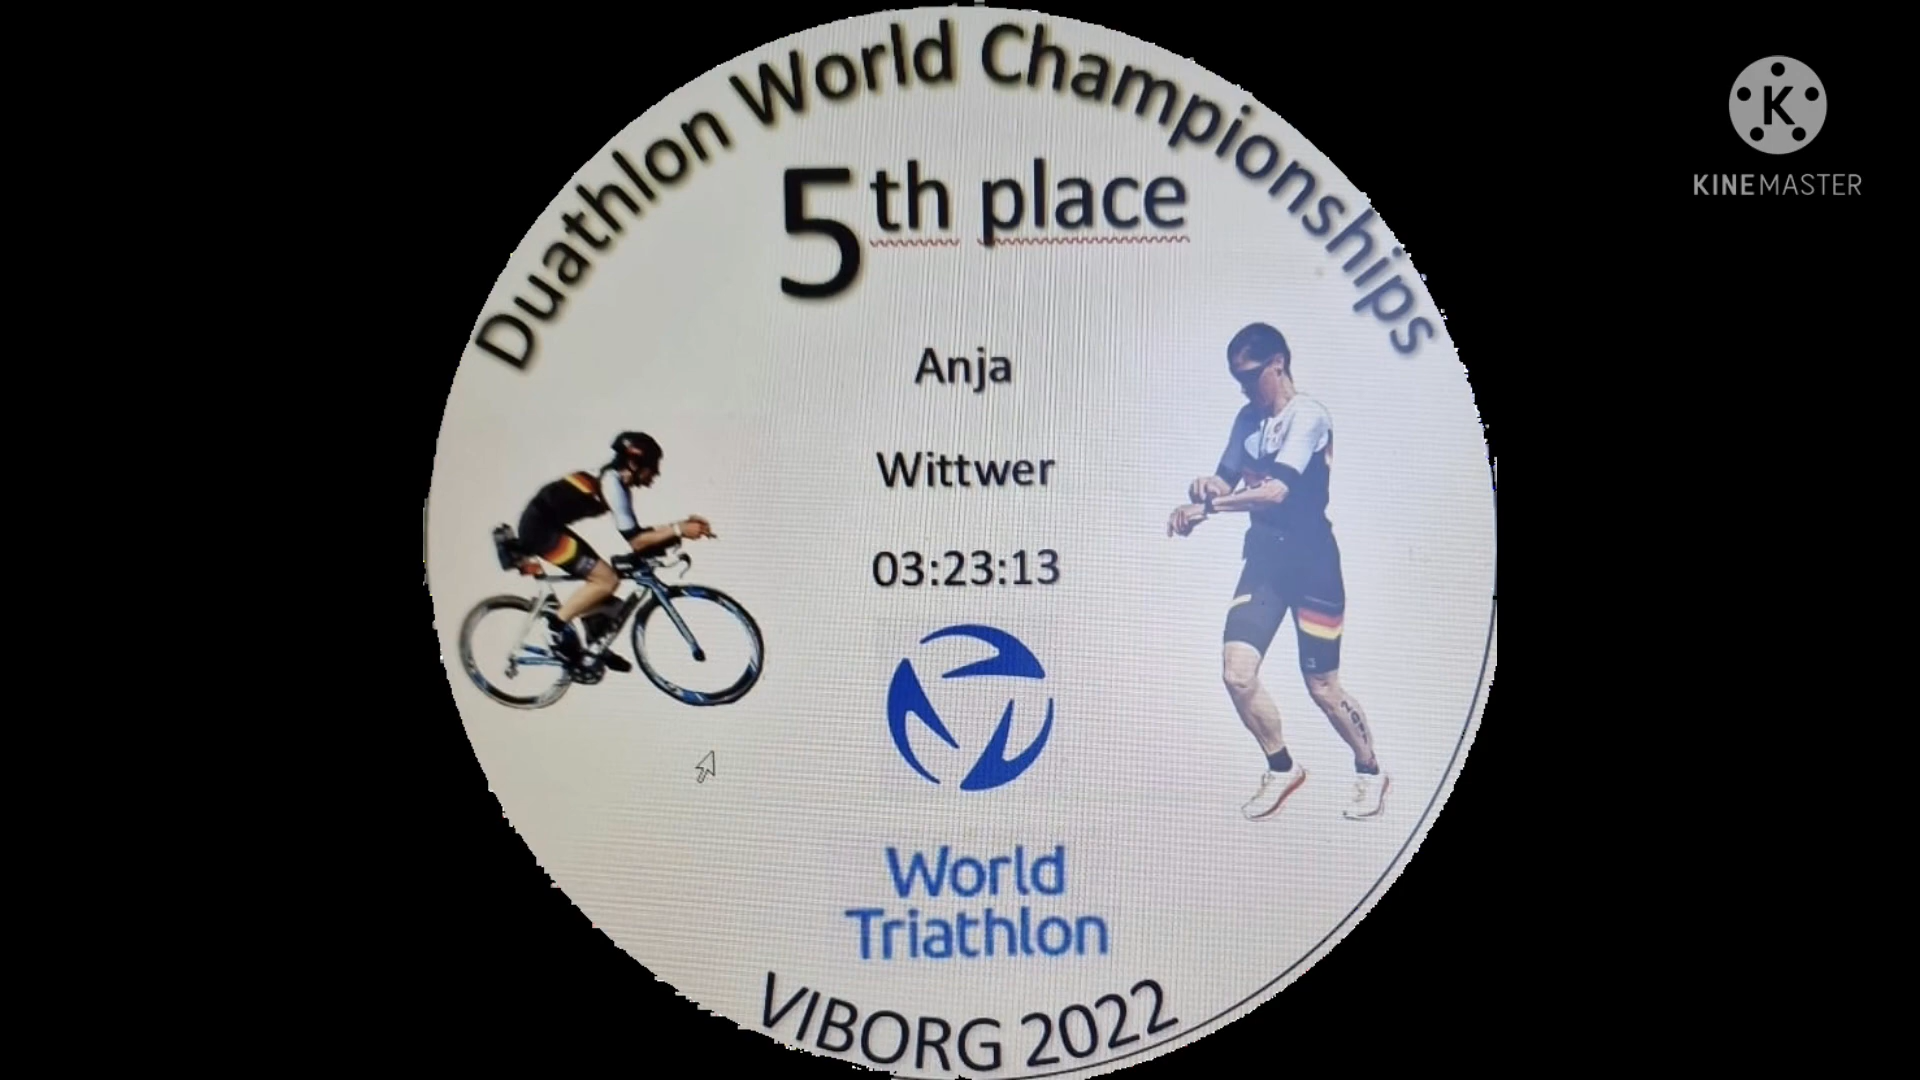 Duathlon World Championships
5th place
Anja
Wittwer
03:23:13
World
Triathlon
VIBORG 2022
K
KINEMASTER